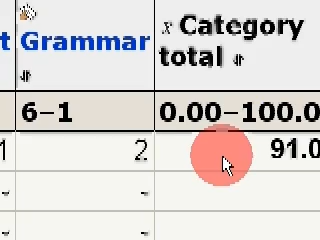 t Grammar
x Category total
6-1
0.00-100.0
1 2 91.0
- - -
- - -